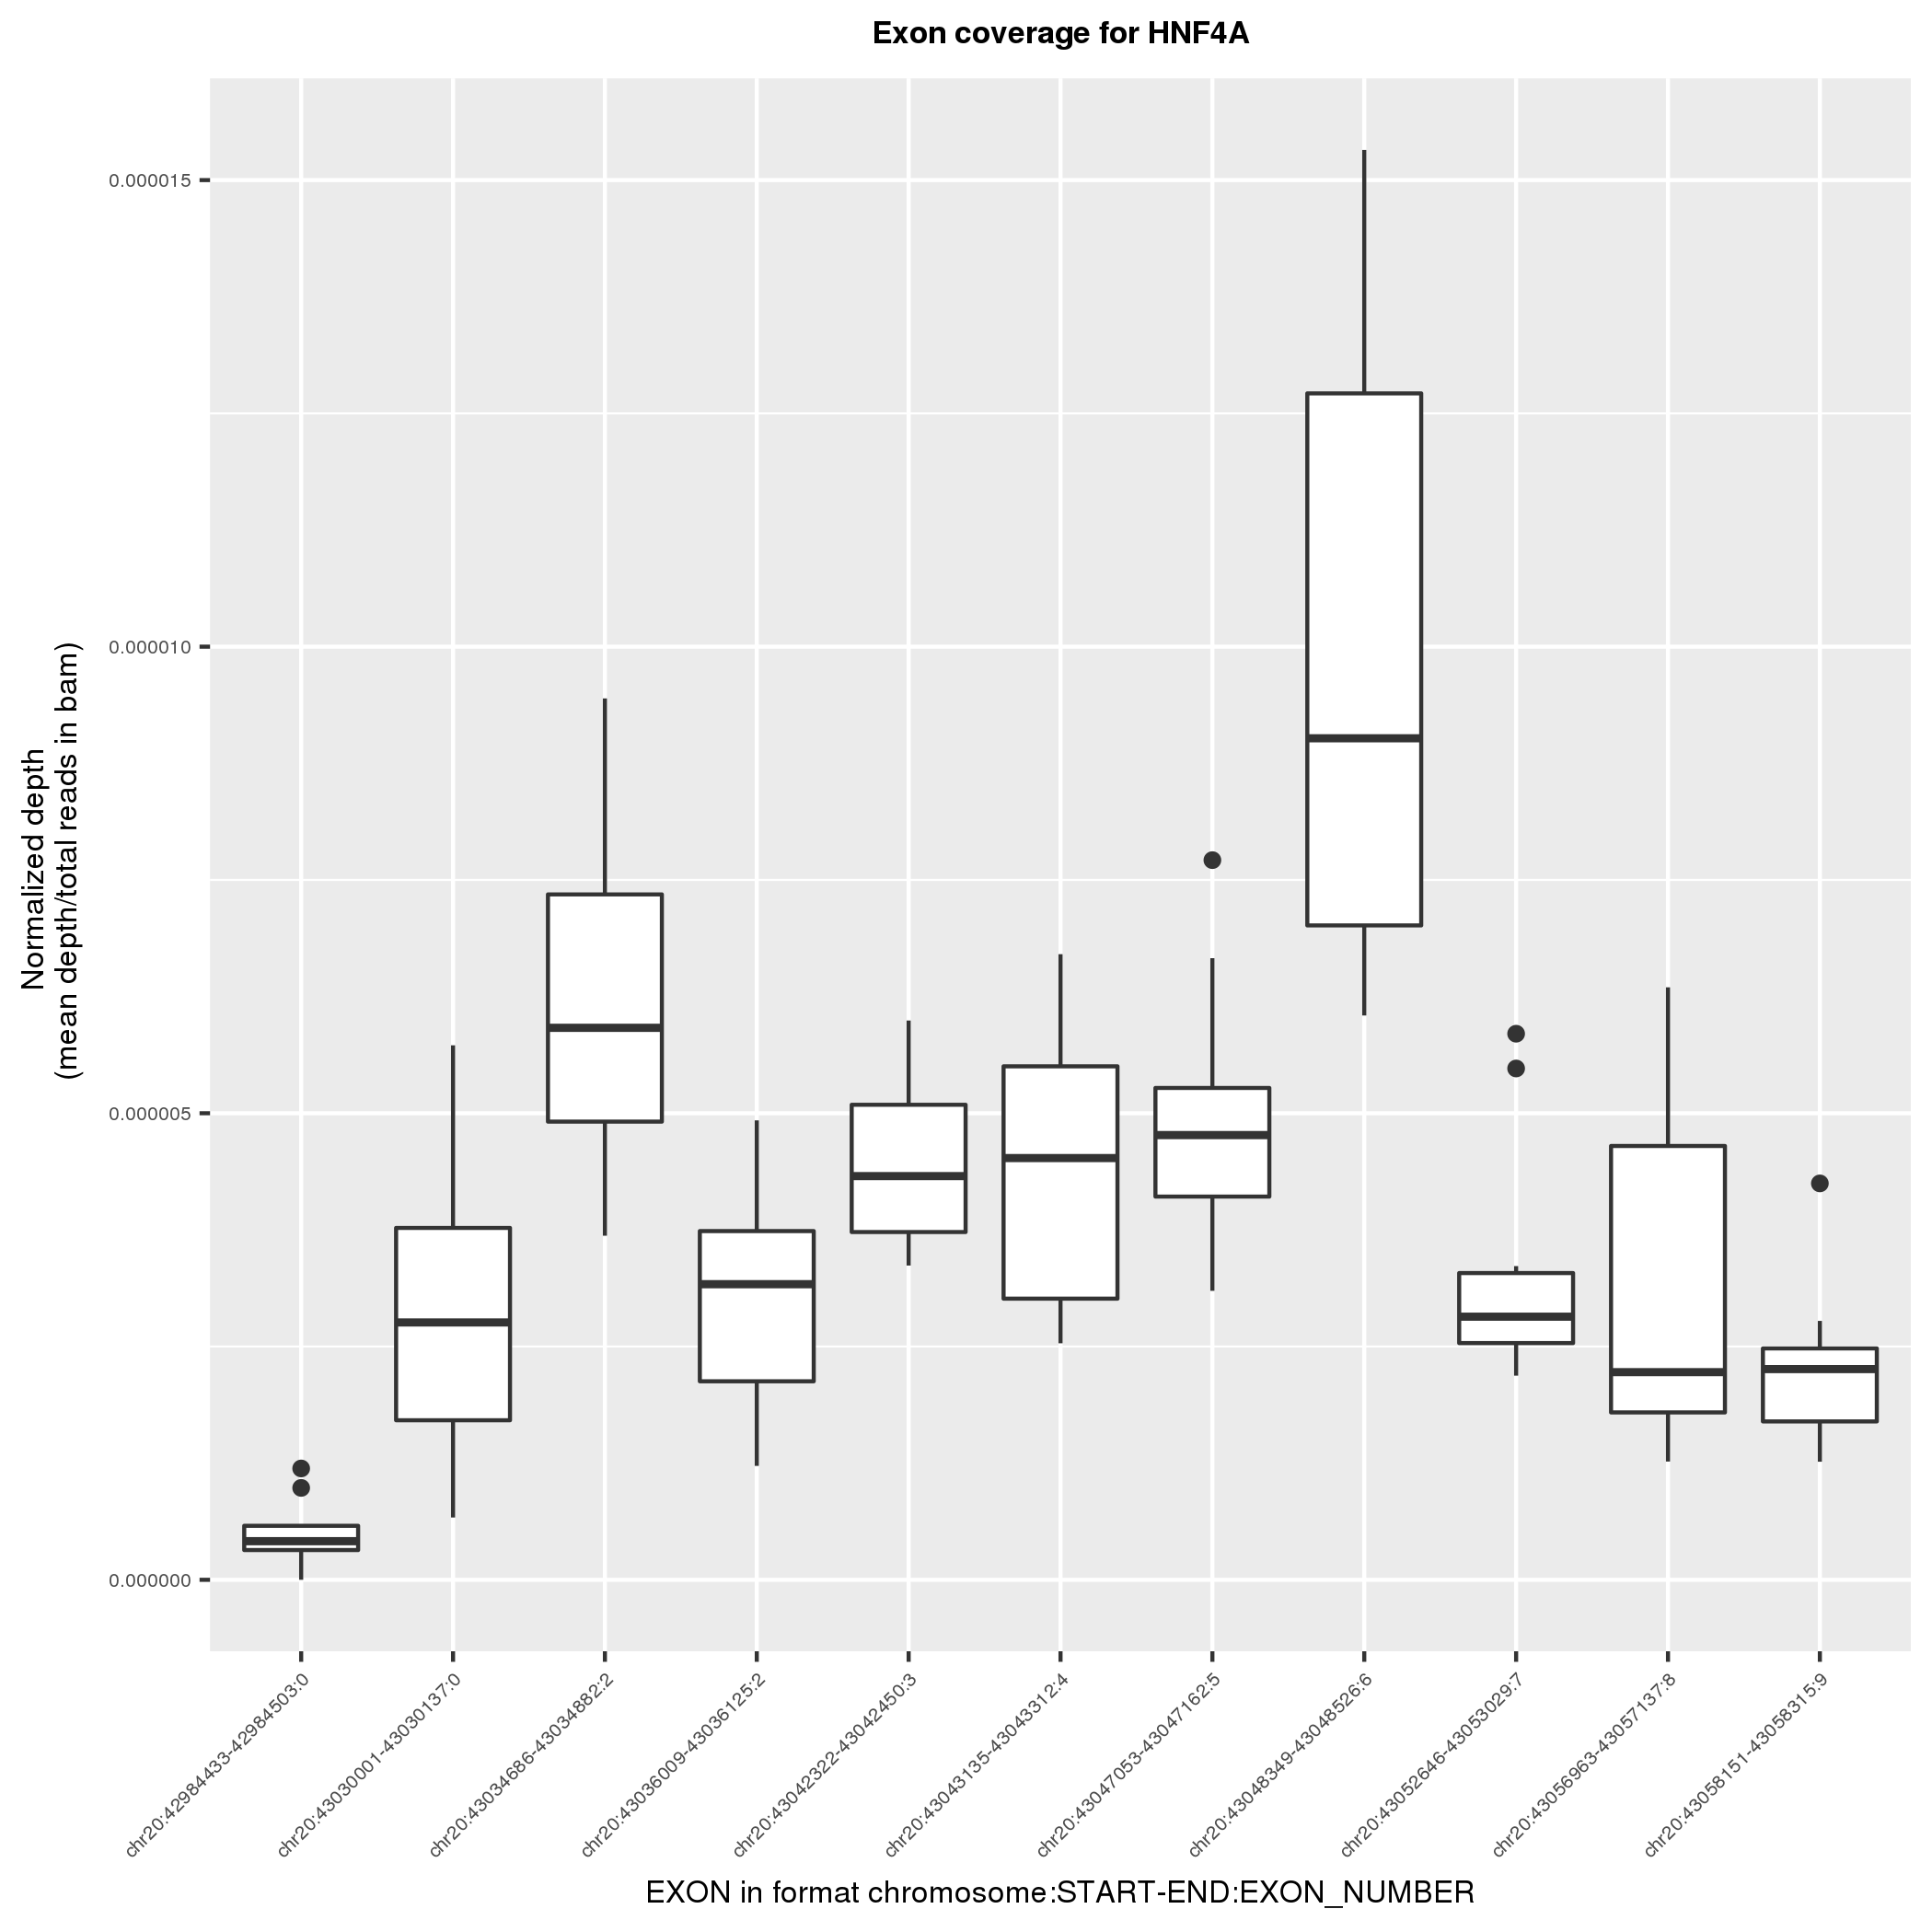 Exon coverage for HNF4A
Normalized depth
(mean depth/total reads in bam)
0.000015
0.000010
0.000005
0.000000
chr20:42984433-42984503:0
chr20:43030001-43030137:0
chr20:43034686-43034882:2
chr20:43036009-43036125:2
chr20:43042322-43042450:3
chr20:43043135-43043312:4
chr20:43047053-43047162:5
chr20:43048349-43048526:6
chr20:43052646-43053029:7
chr20:43056963-43057137:8
chr20:43058151-43058315:9
EXON in format chromosome:START-END:EXON_NUMBER